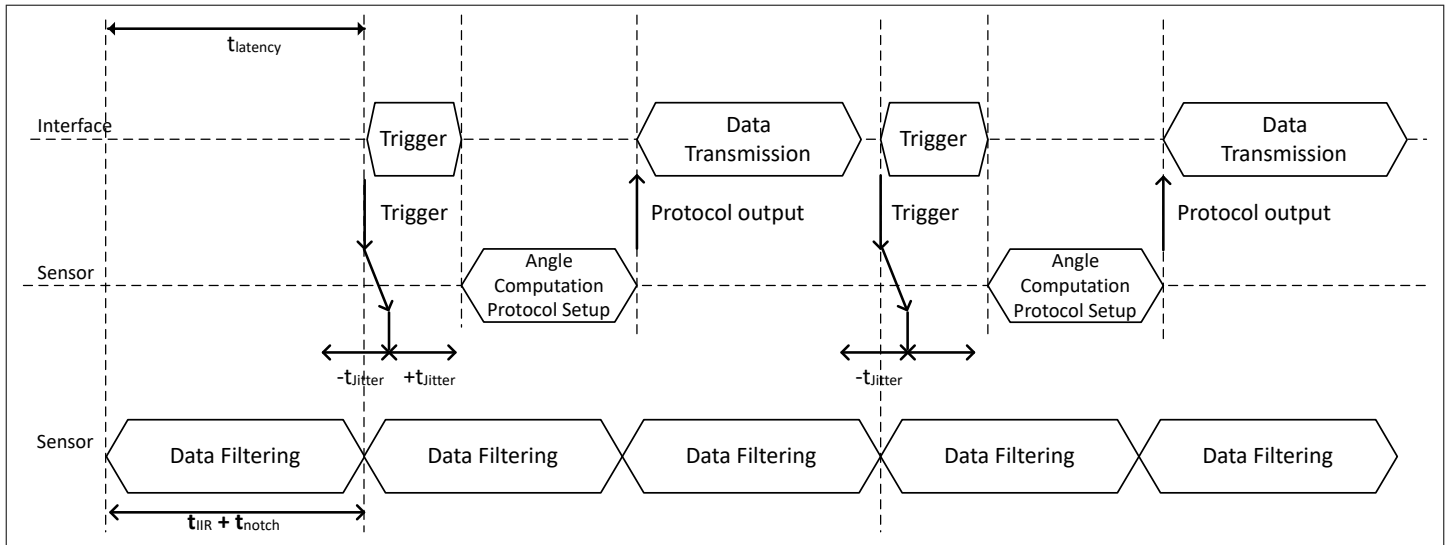 tlatency
Interface
Trigger
Data
Transmission
Trigger
Data
Transmission
Trigger
Protocol output
Trigger
Protocol output
Sensor
Angle
Computation
Protocol Setup
Angle
Computation
Protocol Setup
-tJitter
+tJitter
-tJitter
Sensor
Data Filtering
Data Filtering
Data Filtering
Data Filtering
Data Filtering
tIIR + tnotch